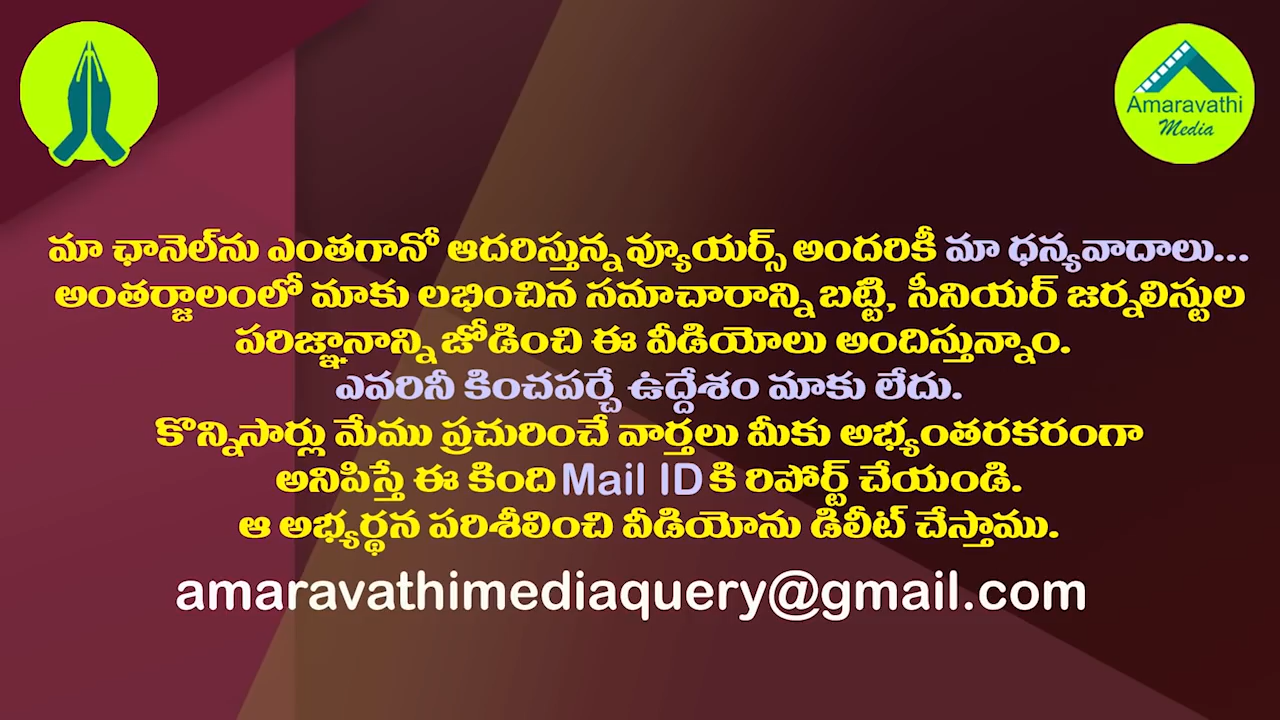 Amaravathi
Media
మా ఛానెల్‌ను ఎంతగానో ఆదరిస్తున్న వ్యూయర్స్ అందరికీ మా ధన్యవాదాలు...
అంతర్జాలంలో మాకు లభించిన సమాచారాన్ని బట్టి, సీనియర్ జర్నలిస్టుల
పరిజ్ఞానాన్ని జోడించి ఈ వీడియోలు అందిస్తున్నాం.
ఎవరినీ కించపర్చే ఉద్దేశం మాకు లేదు.
కొన్నిసార్లు మేము ప్రచురించే వార్తలు మీకు అభ్యంతరకరంగా
అనిపిస్తే ఈ కింది Mail ID కి రిపోర్ట్ చేయండి.
ఆ అభ్యర్థన పరిశీలించి వీడియోను డిలీట్ చేస్తాము.
amaravathimediaquery@gmail.com